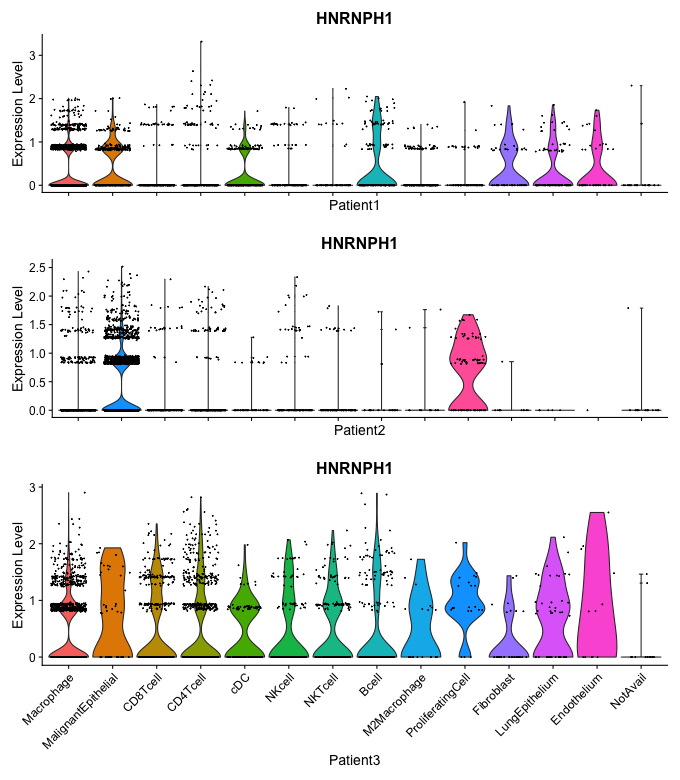 HNRNPH1
Expression Level
3
2
1
0
Patient1
HNRNPH1
Expression Level
2.5
2.0
1.5
1.0
0.5
0.0
Patient2
HNRNPH1
Expression Level
3
2
1
0
Macrophage
MalignantEpithelial
CD8Tcell
CD4Tcell
cDC
NKcell
NKTcell
Bcell
M2Macrophage
ProliferatingCell
Fibroblast
LungEpithelium
Endothelium
NotAvail
Patient3